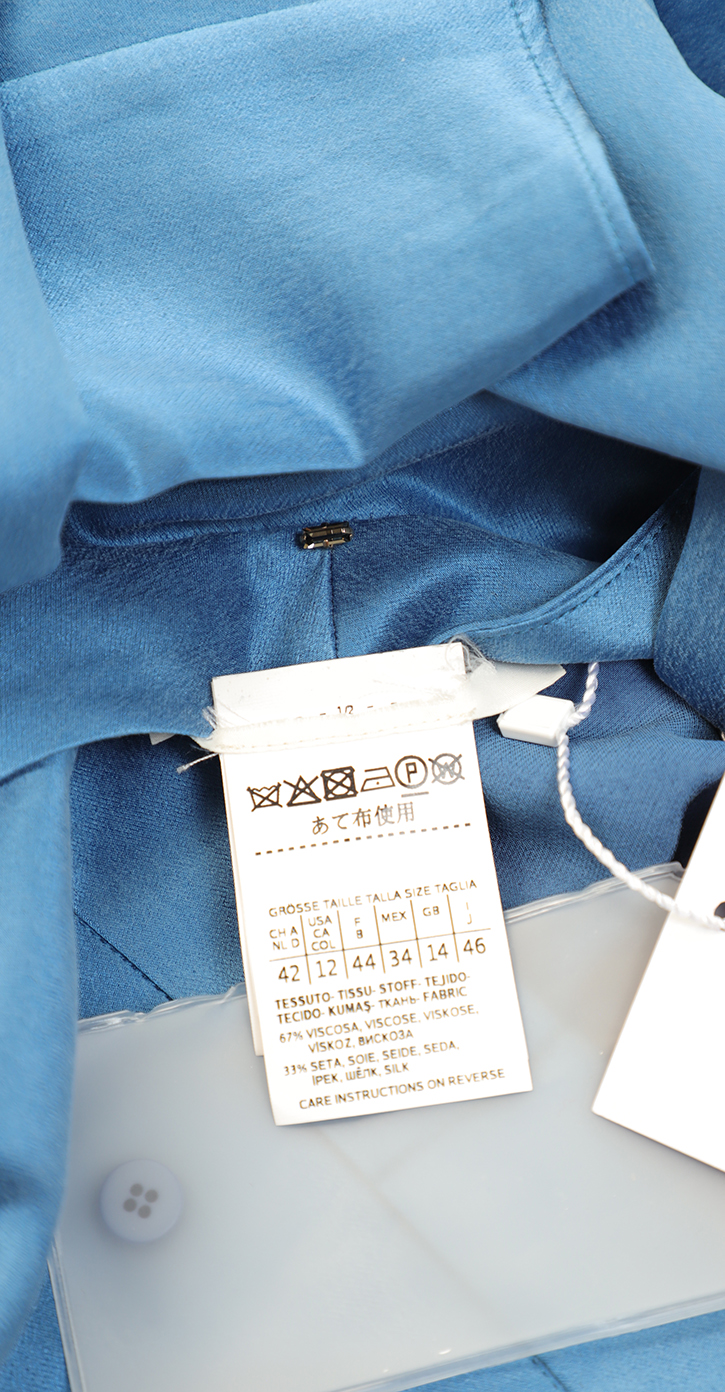 P
W
あて布使用
GRÖSSE TAILLE TALLA SIZE TAGLIA
CH A NL D | USA CA COL | F B | MEX | GB | I J
42 | 12 | 44 | 34 | 14 | 46
TESSUTO- TISSU- STOFF- TEJIDO-
TECIDO- KUMAŞ- ТКАНЬ- FABRIC
67% VISCOSA, VISCOSE, VISKOSE,
VİSKOZ, ВИСКОЗА
33% SETA, SOIE, SEIDE, SEDA,
İPEK, ШЁЛК, SILK
CARE INSTRUCTIONS ON REVERSE